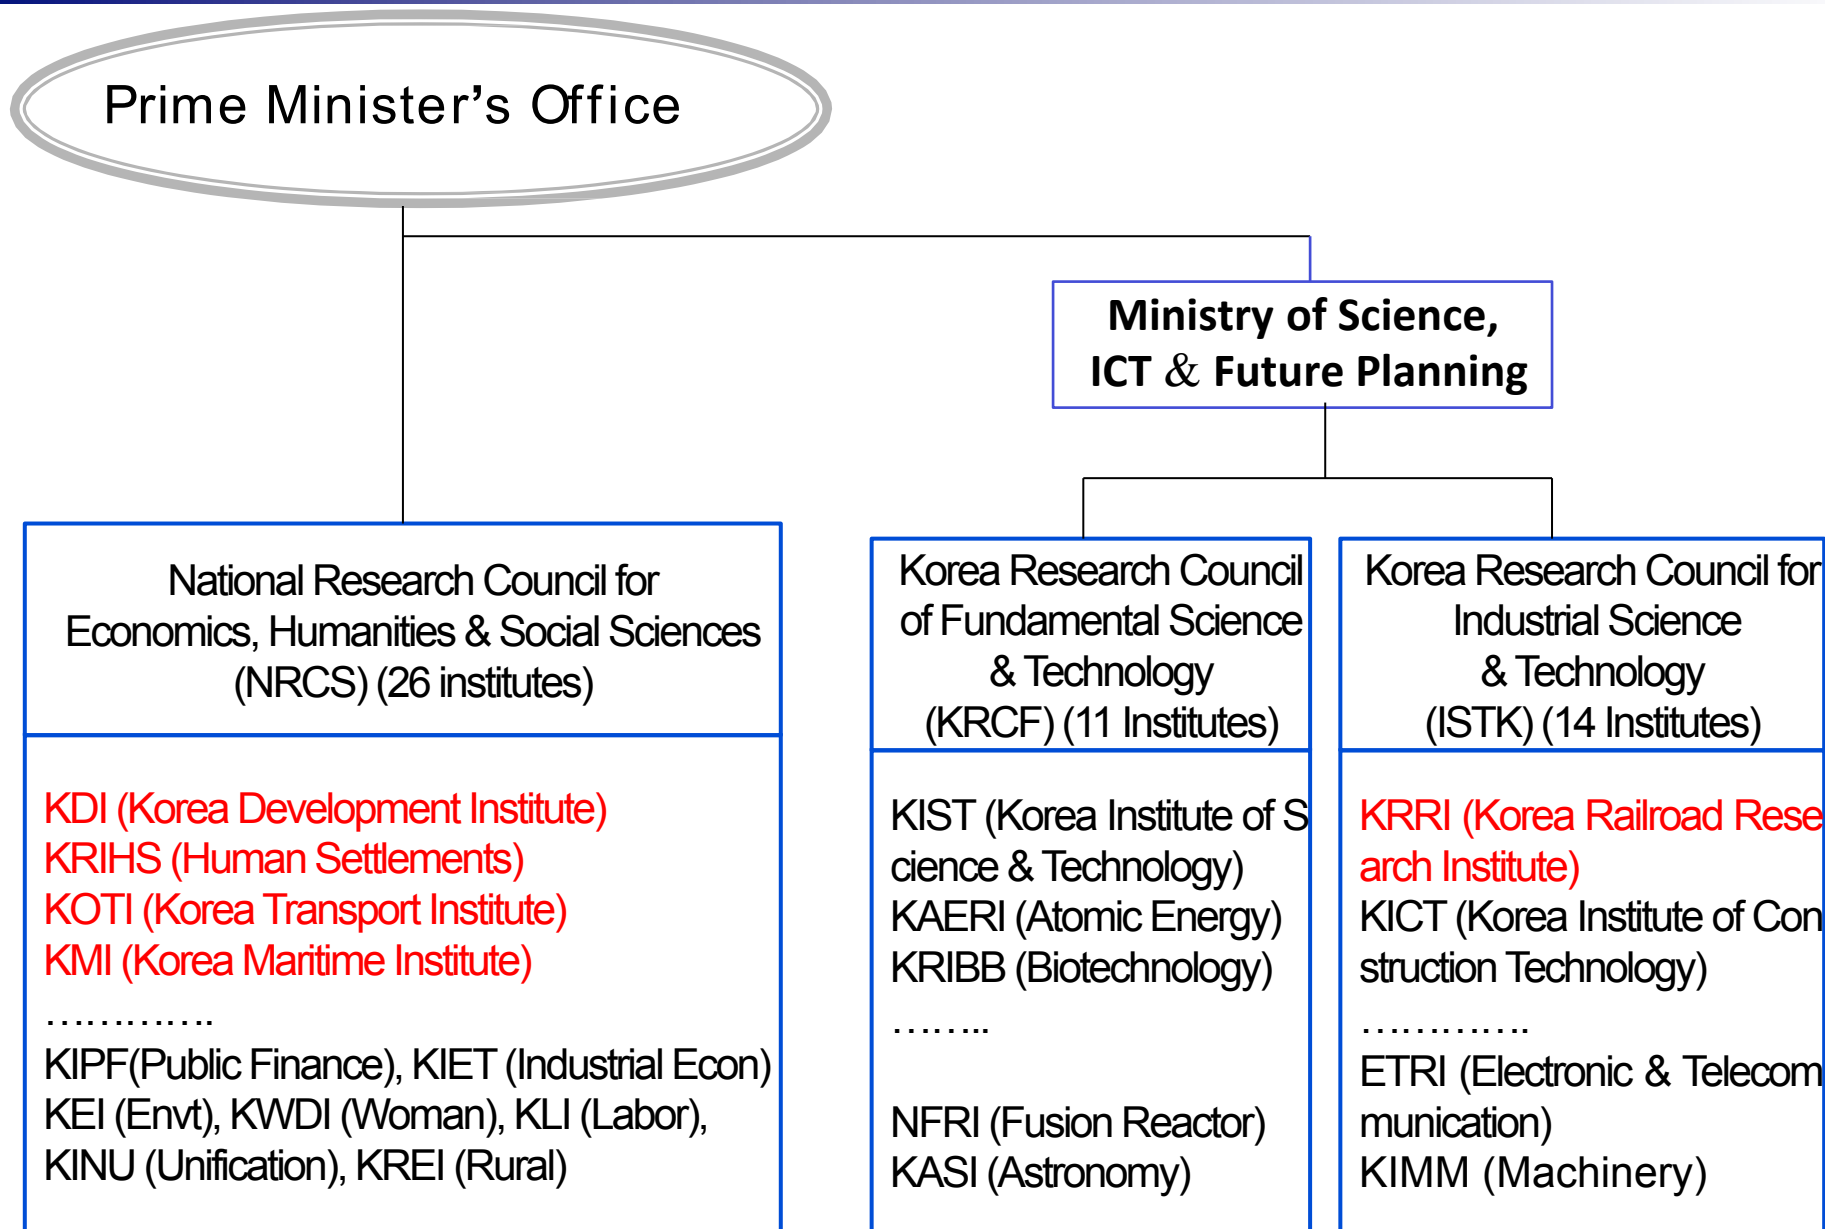 Prime Minister’s Office
Ministry of Science,
ICT & Future Planning
National Research Council for
Economics, Humanities & Social Sciences
(NRCS) (26 institutes)
KDI (Korea Development Institute)
KRIHS (Human Settlements)
KOTI (Korea Transport Institute)
KMI (Korea Maritime Institute)
………….
KIPF(Public Finance), KIET (Industrial Econ)
KEI (Envt), KWDI (Woman), KLI (Labor),
KINU (Unification), KREI (Rural)
Korea Research Council
of Fundamental Science
& Technology
(KRCF) (11 Institutes)
KIST (Korea Institute of S
cience & Technology)
KAERI (Atomic Energy)
KRIBB (Biotechnology)
……..
NFRI (Fusion Reactor)
KASI (Astronomy)
Korea Research Council for
Industrial Science
& Technology
(ISTK) (14 Institutes)
KRRI (Korea Railroad Rese
arch Institute)
KICT (Korea Institute of Con
struction Technology)
………….
ETRI (Electronic & Telecom
munication)
KIMM (Machinery)